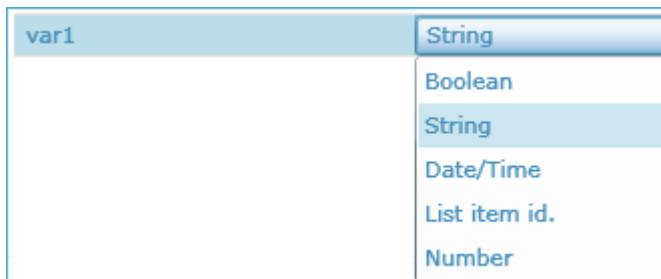 var1 String
Boolean
String
Date/Time
List item id.
Number